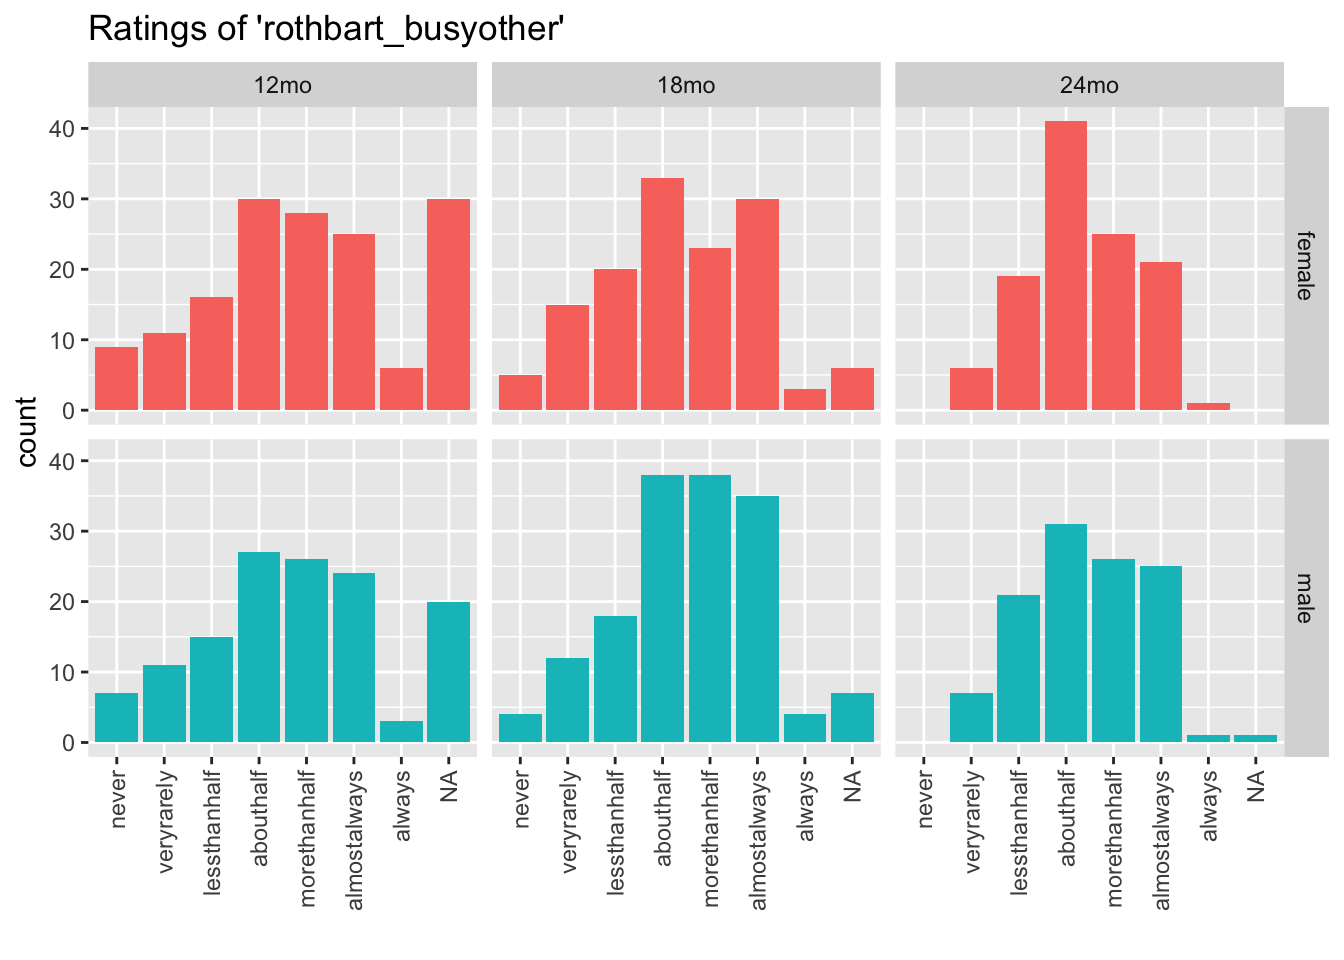 Ratings of 'rothbart_busyother'
12mo 18mo 24mo
40
30
20
10
0
female
count
40
30
20
10
0
male
never veryrarely lessthanhalf abouthalf morethanhalf almostalways always NA never veryrarely lessthanhalf abouthalf morethanhalf almostalways always NA never veryrarely lessthanhalf abouthalf morethanhalf almostalways always NA